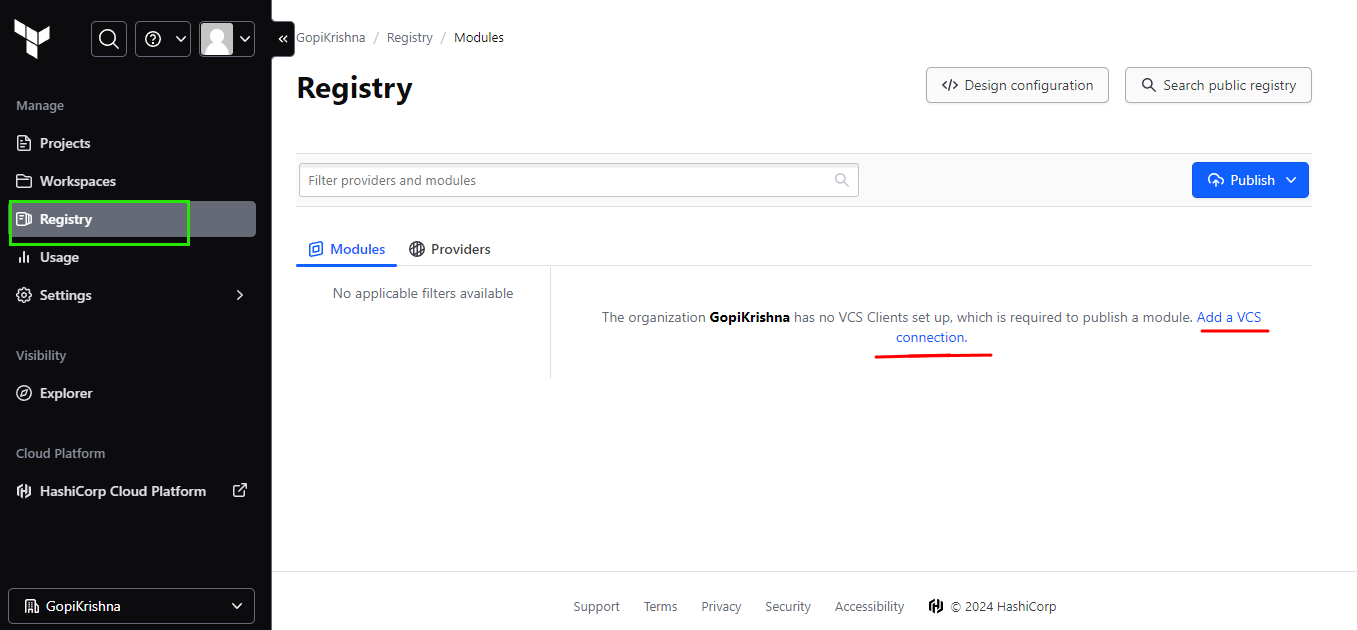 Manage
Projects
Workspaces
Registry
Usage
Settings
Visibility
Explorer
Cloud Platform
HashiCorp Cloud Platform
GopiKrishna
GopiKrishna / Registry / Modules
Registry
</> Design configuration
Search public registry
Filter providers and modules
Publish
Modules
Providers
No applicable filters available
The organization GopiKrishna has no VCS Clients set up, which is required to publish a module. Add a VCS
connection.
Support Terms Privacy Security Accessibility © 2024 HashiCorp